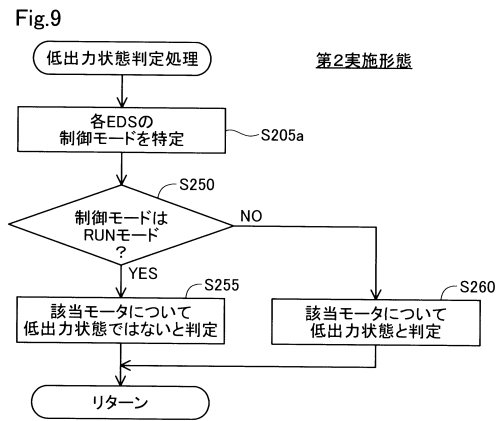 Fig.9
低出力状態判定処理
第２実施形態
各EDSの
制御モードを特定
S205a
S250
制御モードは
RUNモード
？
NO
YES
S255
該当モータについて
低出力状態ではないと判定
S260
該当モータについて
低出力状態と判定
リターン